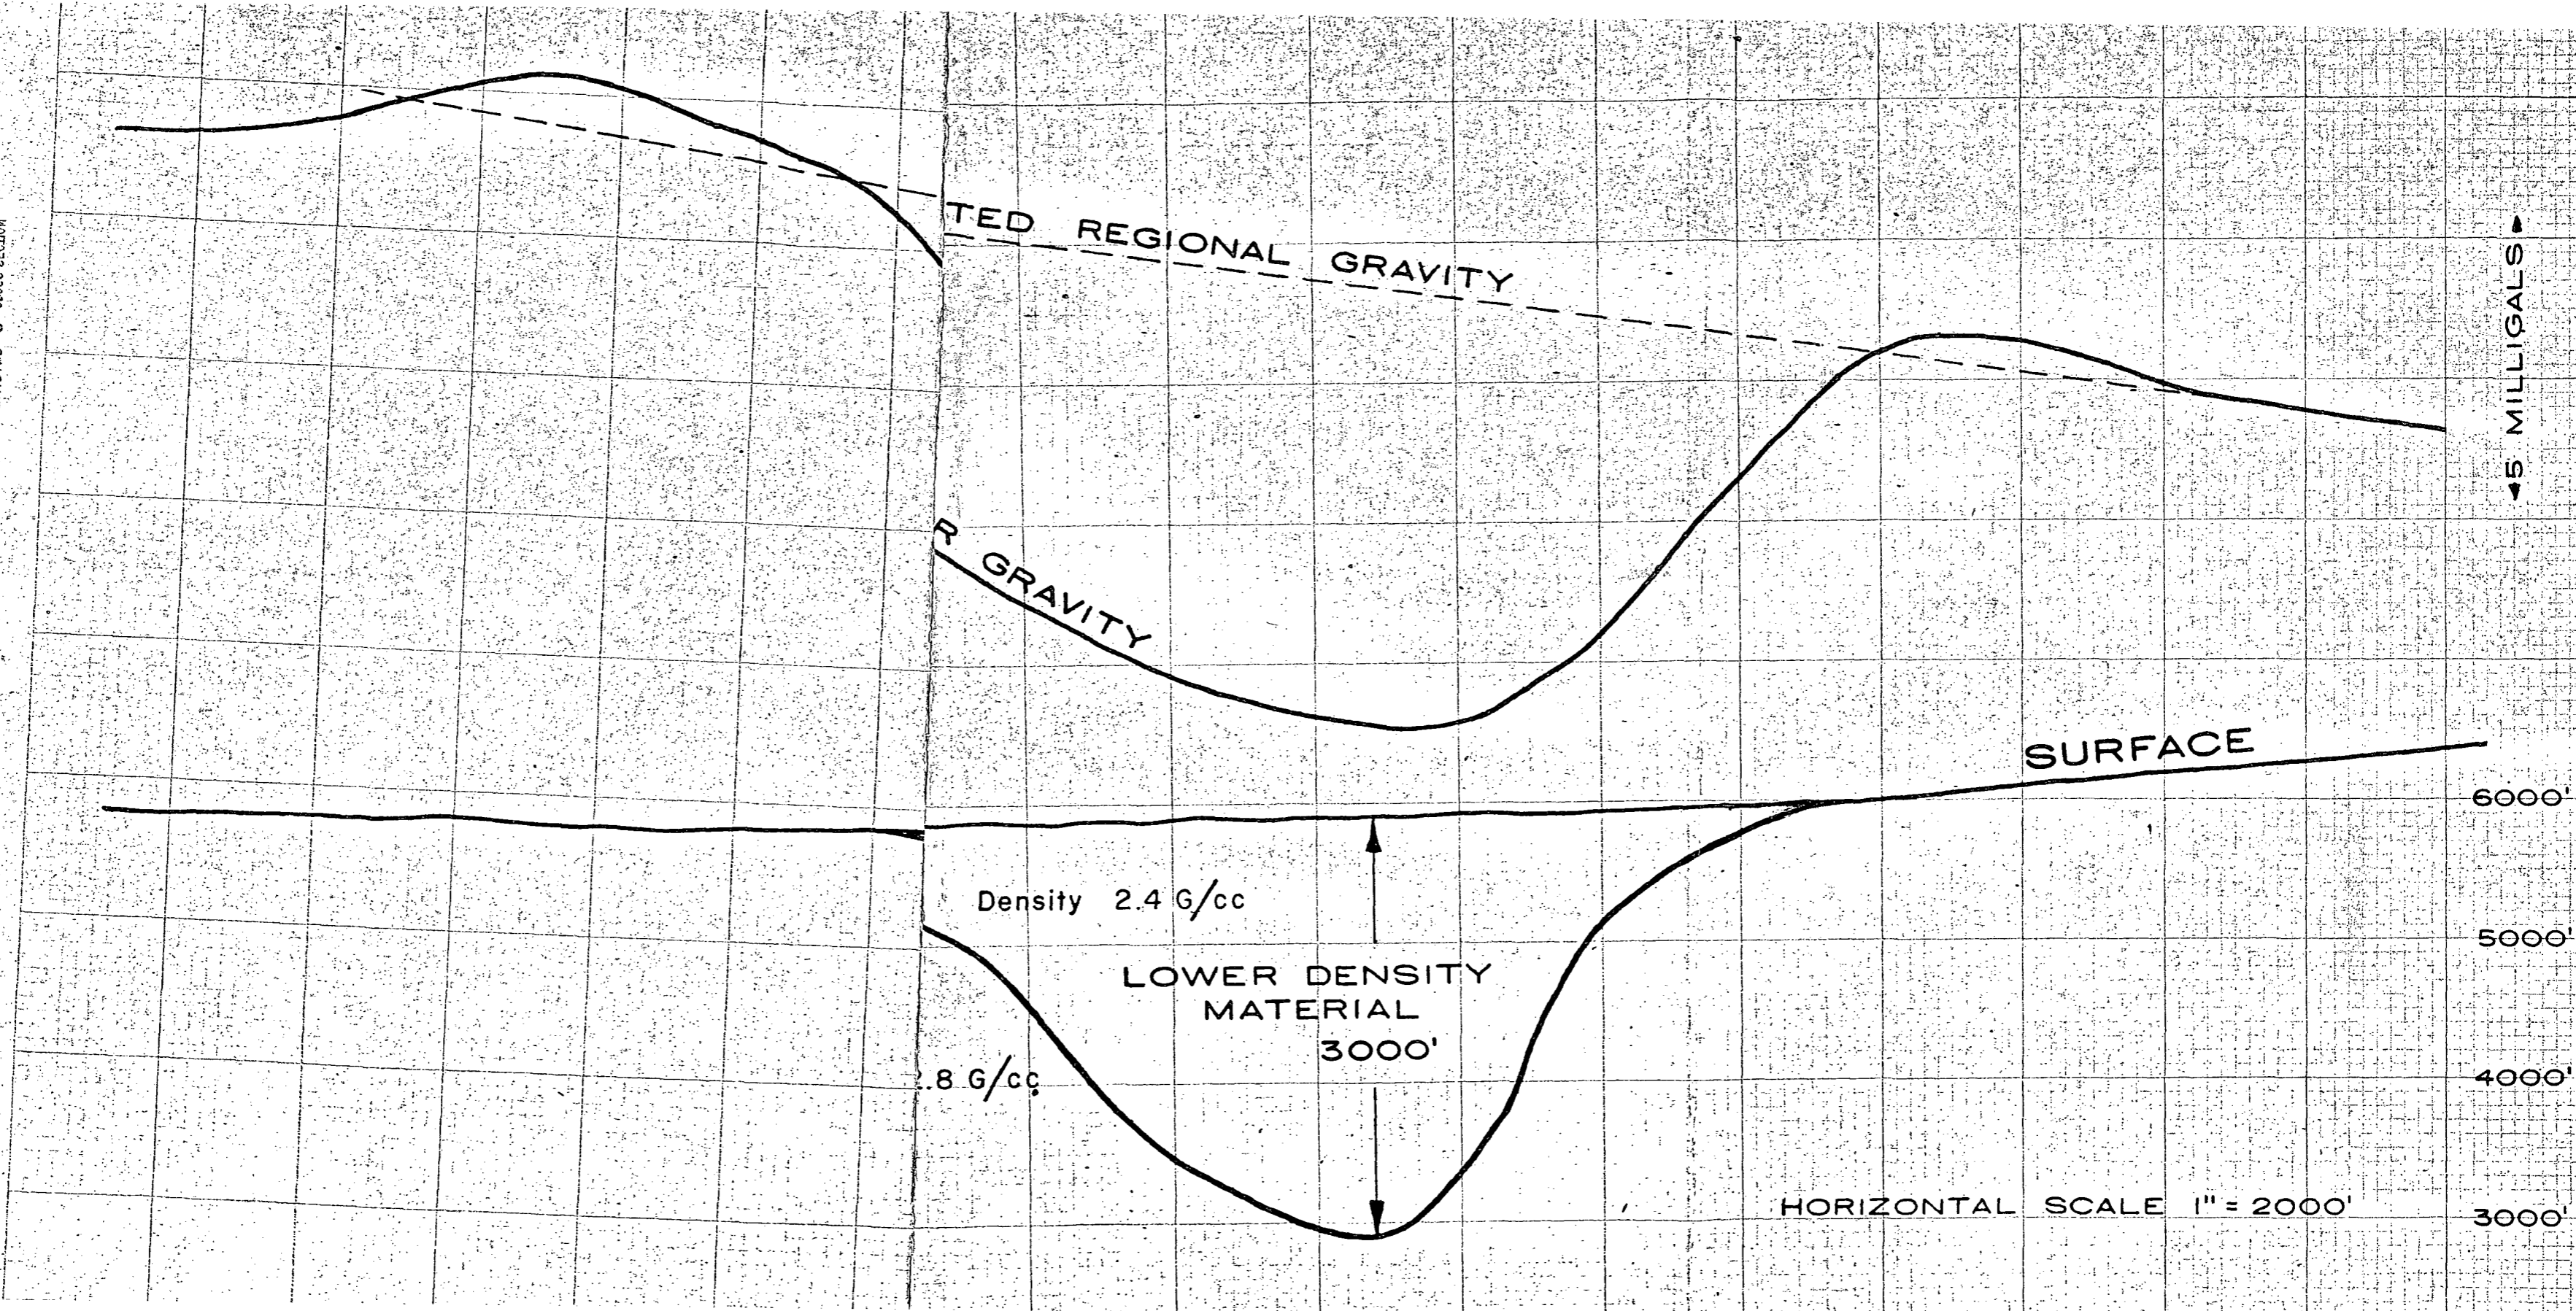 TED REGIONAL GRAVITY
5 MILLIGALS
R GRAVITY
SURFACE
6000'
Density 2.4 G/cc
5000'
LOWER DENSITY
MATERIAL
3000'
.8 G/cc
4000'
HORIZONTAL SCALE 1" = 2000'
3000'